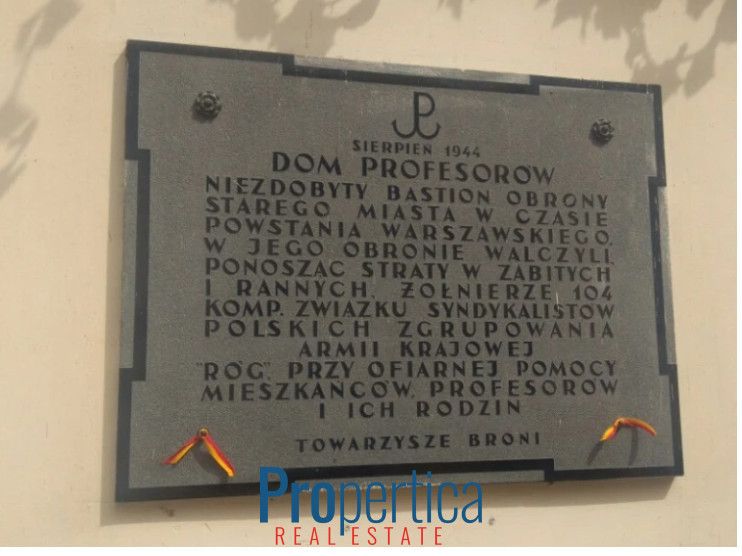 SIERPIEŃ 1944
DOM PROFESORÓW
NIEZDOBYTY BASTION OBRONY
STAREGO MIASTA W CZASIE
POWSTANIA WARSZAWSKIEGO.
W JEGO OBRONIE WALCZYLI,
PONOSZĄC STRATY W ZABITYCH
I RANNYCH, ŻOŁNIERZE 104
KOMP. ZWIĄZKU SYNDYKALISTÓW
POLSKICH ZGRUPOWANIA
ARMII KRAJOWEJ
"RÓG", PRZY OFIARNEJ POMOCY
MIESZKAŃCÓW, PROFESORÓW
I ICH RODZIN
TOWARZYSZE BRONI
Propertica
REAL ESTATE